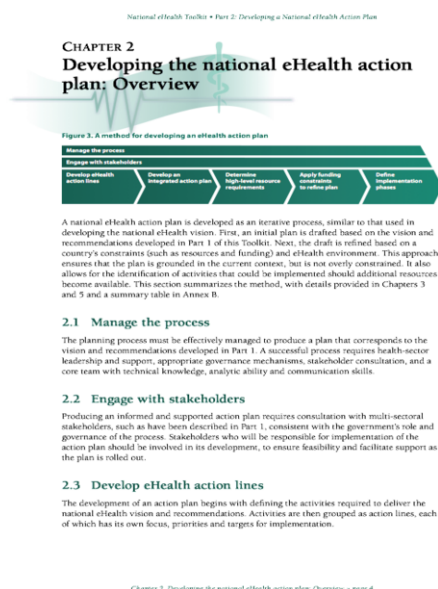 National eHealth Toolkit • Part 2: Developing a National eHealth Action Plan
CHAPTER 2
Developing the national eHealth action
plan: Overview
Figure 3. A method for developing an eHealth action plan
Manage the process
Engage with stakeholders
Develop eHealth
action lines
Develop an
integrated action plan
Determine
high-level resource
requirements
Apply funding
constraints
to refine plan
Define
implementation
phases
A national eHealth action plan is developed as an iterative process, similar to that used in
developing the national eHealth vision. First, an initial plan is drafted based on the vision and
recommendations developed in Part 1 of this Toolkit. Next, the draft is refined based on a
country's constraints (such as resources and funding) and eHealth environment. This approach
ensures that the plan is grounded in the current context, but is not overly constrained. It also
allows for the identification of activities that could be implemented should additional resources
become available. This section summarizes the method, with details provided in Chapters 3
and 5 and a summary table in Annex B.
2.1 Manage the process
The planning process must be effectively managed to produce a plan that corresponds to the
vision and recommendations developed in Part 1. A successful process requires health-sector
leadership and support, appropriate governance mechanisms, stakeholder consultation, and a
core team with technical knowledge, analytic ability and communication skills.
2.2 Engage with stakeholders
Producing an informed and supported action plan requires consultation with multi-sectoral
stakeholders, such as have been described in Part 1, consistent with the government's role and
governance of the process. Stakeholders who will be responsible for implementation of the
action plan should be involved in its development, to ensure feasibility and facilitate support as
the plan is rolled out.
2.3 Develop eHealth action lines
The development of an action plan begins with defining the activities required to deliver the
national eHealth vision and recommendations. Activities are then grouped as action lines, each
of which has its own focus, priorities and targets for implementation.
Chapter 2. Developing the national eHealth action plan: Overview – page